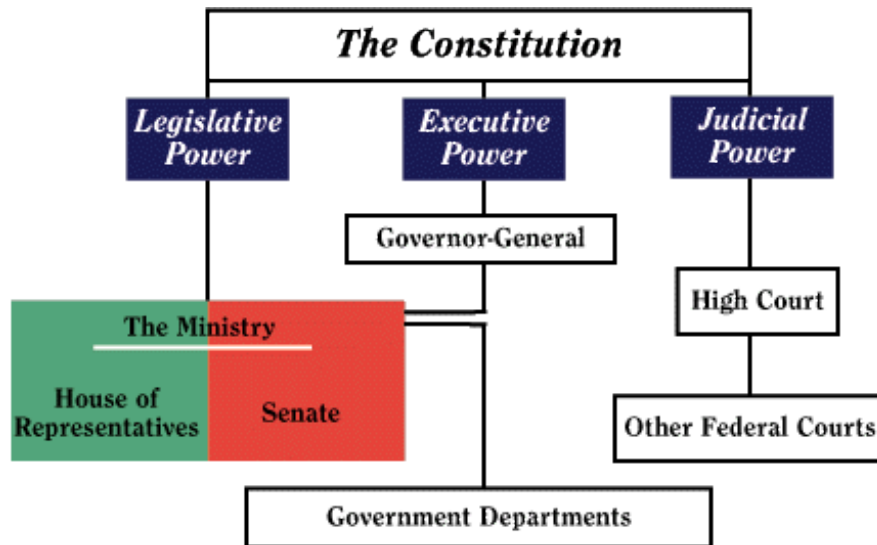 The Constitution
Legislative
Power
Executive
Power
Judicial
Power
Governor-General
High Court
The Ministry
House of
Representatives
Senate
Other Federal Courts
Government Departments